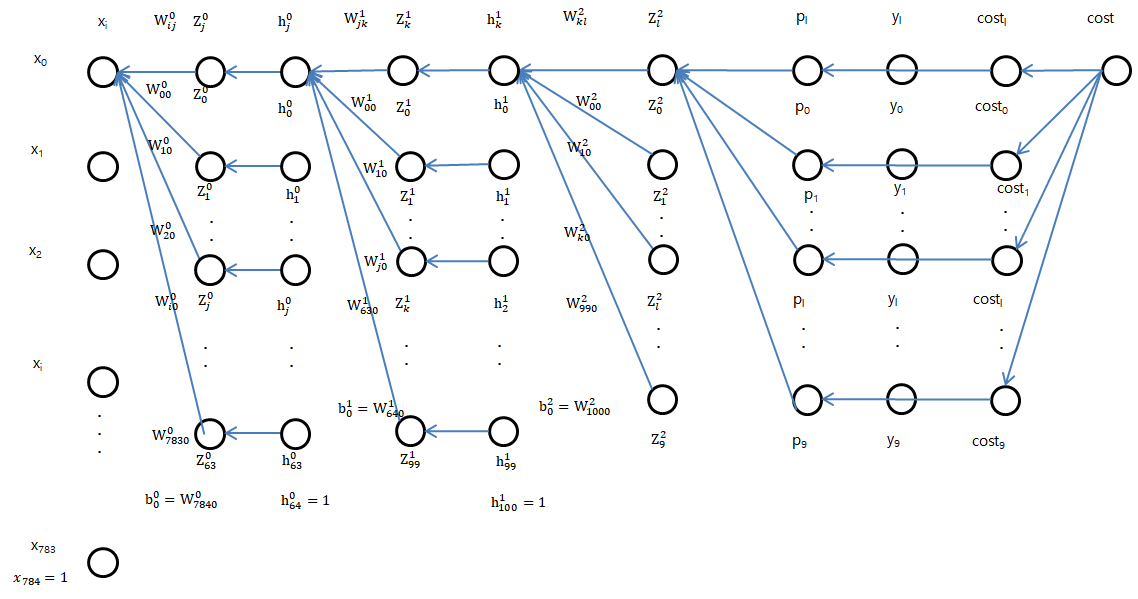 xᵢ W⁰ᵢⱼ Z⁰ⱼ h⁰ⱼ W¹ⱼₖ Z¹ₖ h¹ₖ W²ₖₗ Z²ₗ pₗ yₗ costₗ cost
x₀
W⁰₀₀ Z⁰₀ h⁰₀ W¹₀₀ Z¹₀ h¹₀ W²₀₀ Z²₀ p₀ y₀ cost₀
x₁ W⁰₁₀ W¹₁₀ W²₁₀
Z⁰₁ h⁰₁ Z¹₁ h¹₁ Z²₁ p₁ y₁ cost₁
x₂ W⁰₂₀ W¹ⱼ₀ W²ₖ₀
W⁰ᵢ₀ Z⁰ⱼ h⁰ⱼ W¹₆₃₀ Z¹ₖ h¹₂ W²₉₉₀ Z²ₗ pₗ yₗ costₗ
xᵢ
b¹₀ = W¹₆₄₀ b²₀ = W²₁₀₀₀
W⁰₇₈₃₀ Z⁰₆₃ h⁰₆₃ Z¹₉₉ h¹₉₉ Z²₉ p₉ y₉ cost₉
b⁰₀ = W⁰₇₈₄₀ h⁰₆₄ = 1 h¹₁₀₀ = 1
x₇₈₃
x₇₈₄ = 1